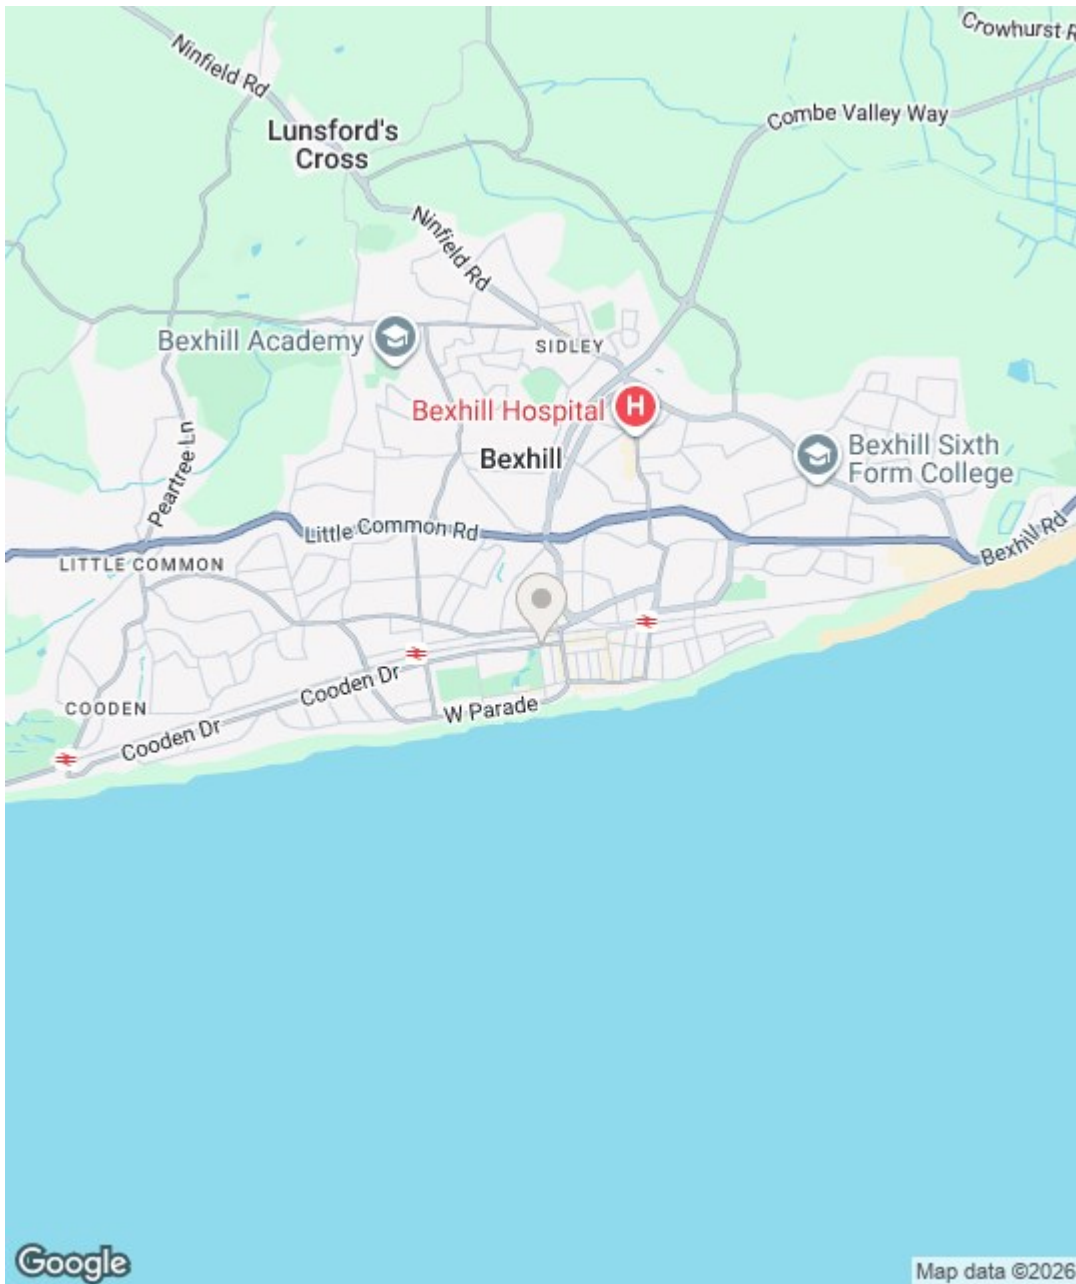 Crowhurst R
Ninfield Rd
Combe Valley Way
Lunsford's
Cross
Ninfield Rd
Bexhill Academy
SIDLEY
Bexhill Hospital
H
Bexhill
Bexhill Sixth
Form College
Peartree Ln
Little Common Rd
Bexhill Rd
LITTLE COMMON
Cooden Dr
COODEN
W Parade
Cooden Dr
Google
Map data ©2026